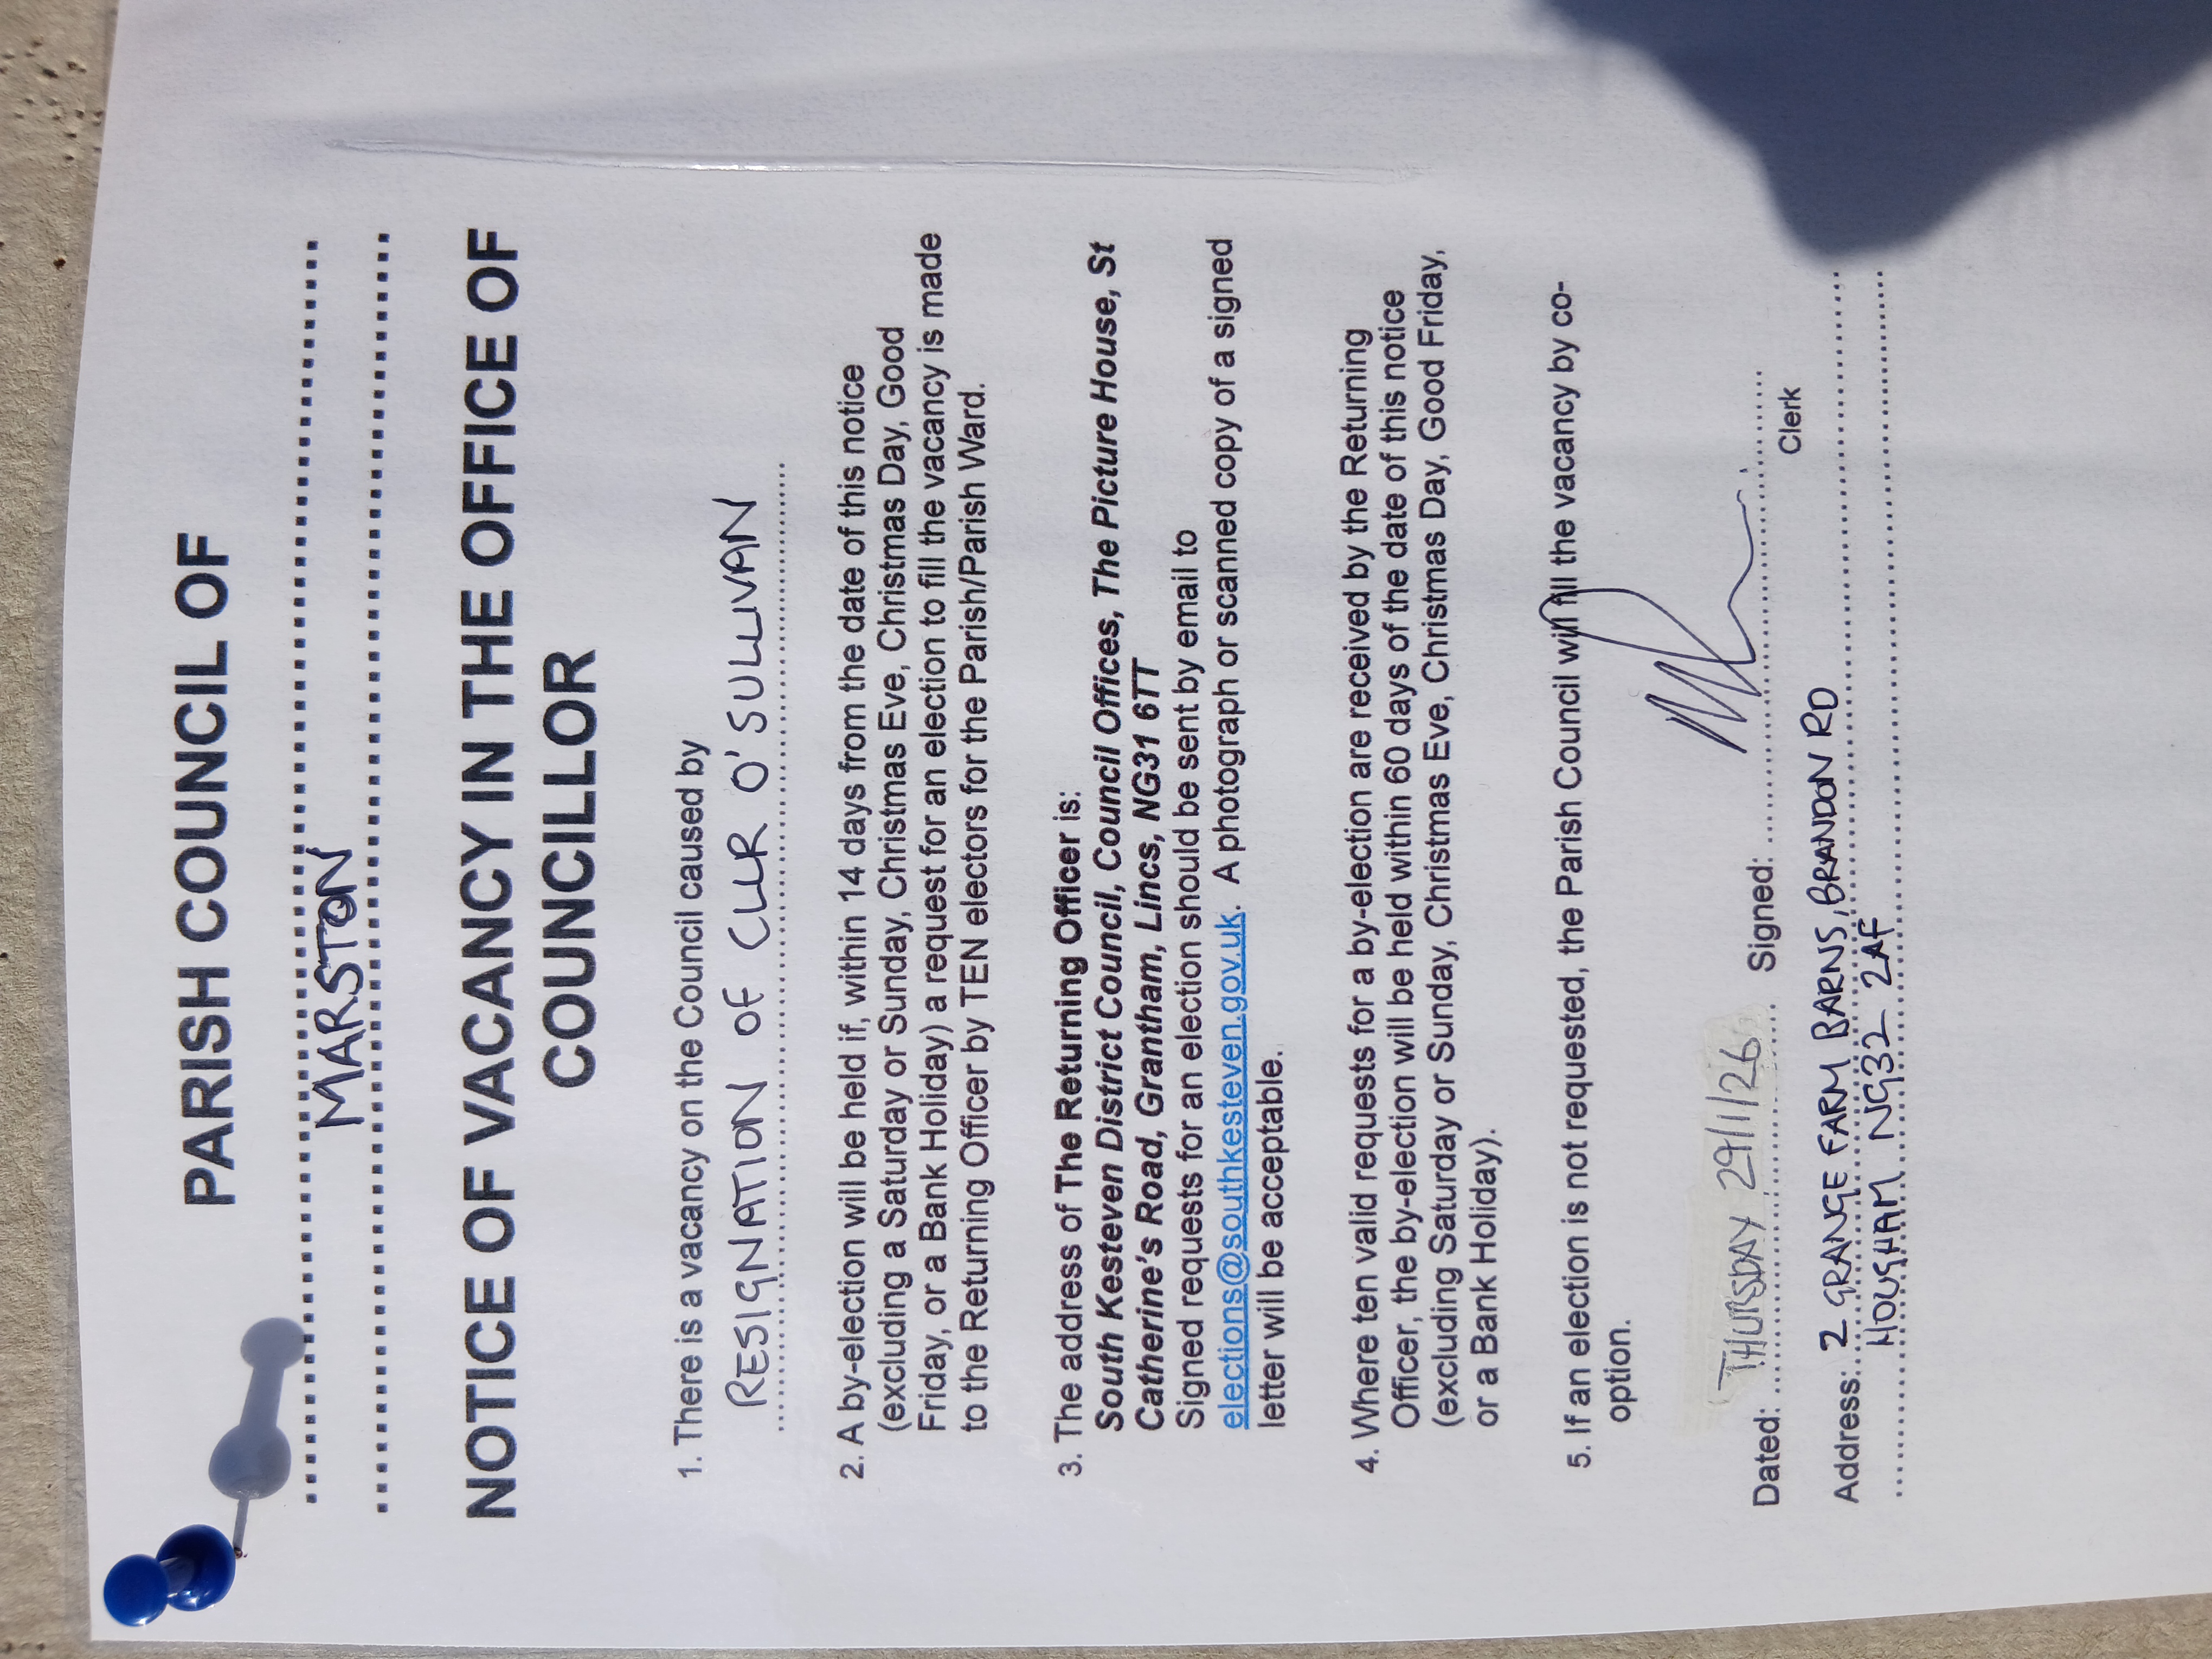 PARISH COUNCIL OF
MARSTON
NOTICE OF VACANCY IN THE OFFICE OF
COUNCILLOR
1. There is a vacancy on the Council caused by
RESIGNATION OF CLLR O'SULLIVAN
2. A by-election will be held if, within 14 days from the date of this notice
(excluding a Saturday or Sunday, Christmas Eve, Christmas Day, Good
Friday, or a Bank Holiday) a request for an election to fill the vacancy is made
to the Returning Officer by TEN electors for the Parish/Parish Ward.
3. The address of The Returning Officer is:
South Kesteven District Council, Council Offices, The Picture House, St
Catherine's Road, Grantham, Lincs, NG31 6TT
Signed requests for an election should be sent by email to
elections@southkesteven.gov.uk. A photograph or scanned copy of a signed
letter will be acceptable.
4. Where ten valid requests for a by-election are received by the Returning
Officer, the by-election will be held within 60 days of the date of this notice
(excluding Saturday or Sunday, Christmas Eve, Christmas Day, Good Friday,
or a Bank Holiday).
5. If an election is not requested, the Parish Council will fill the vacancy by co-
option.
Dated: THURSDAY 29/1/26 Signed:
Clerk
Address: 2 GRANGE FARM BARNS, BRANDON RD
HOUGHAM NG32 2AF